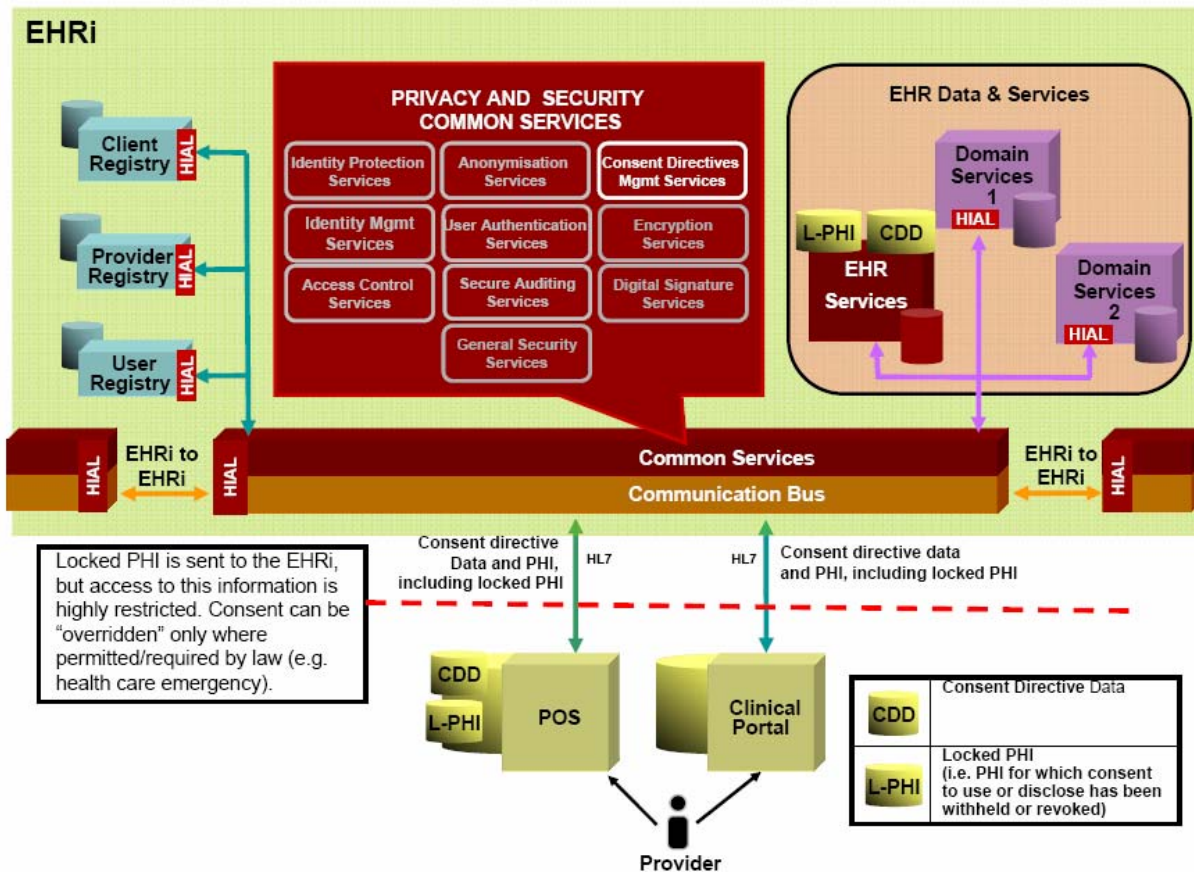 EHRi
PRIVACY AND SECURITY
COMMON SERVICES
Identity Protection
Services
Anonymisation
Services
Consent Directives
Mgmt Services
Identity Mgmt
Services
User Authentication
Services
Encryption
Services
Access Control
Services
Secure Auditing
Services
Digital Signature
Services
General Security
Services
Client
Registry
HIAL
Provider
Registry
HIAL
User
Registry
HIAL
EHR Data & Services
Domain
Services
1
HIAL
L-PHI
CDD
EHR
Services
Domain
Services
2
HIAL
HIAL
EHRi to
EHRi
HIAL
Common Services
Communication Bus
EHRi to
EHRi
HIAL
Locked PHI is sent to the EHRi,
but access to this information is
highly restricted. Consent can be
“overridden” only where
permitted/required by law (e.g.
health care emergency).
Consent directive
Data and PHI,
including locked PHI
HL7
HL7
Consent directive data
and PHI, including locked PHI
CDD
L-PHI
POS
Clinical
Portal
Provider
CDD
Consent Directive Data
L-PHI
Locked PHI
(i.e. PHI for which consent
to use or disclose has been
withheld or revoked)